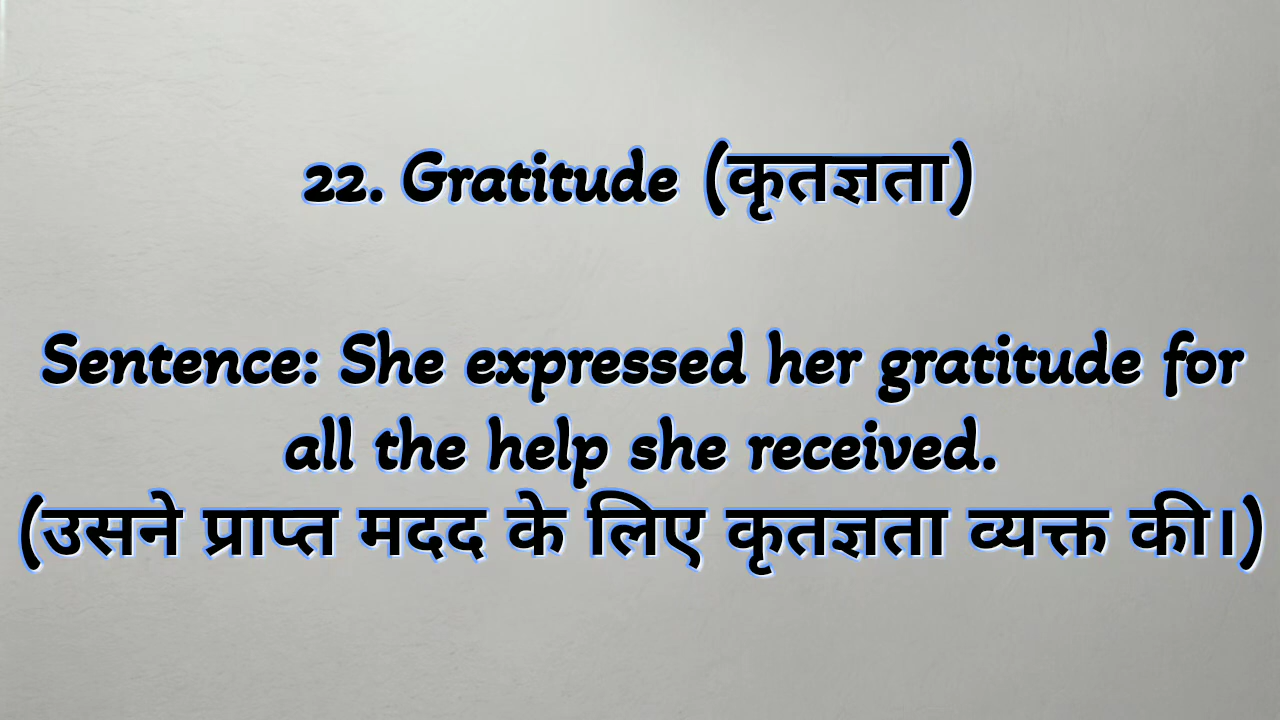 22. Gratitude (कृतज्ञता)
Sentence: She expressed her gratitude for
all the help she received.
(उसने प्राप्त मदद के लिए कृतज्ञता व्यक्त की।)